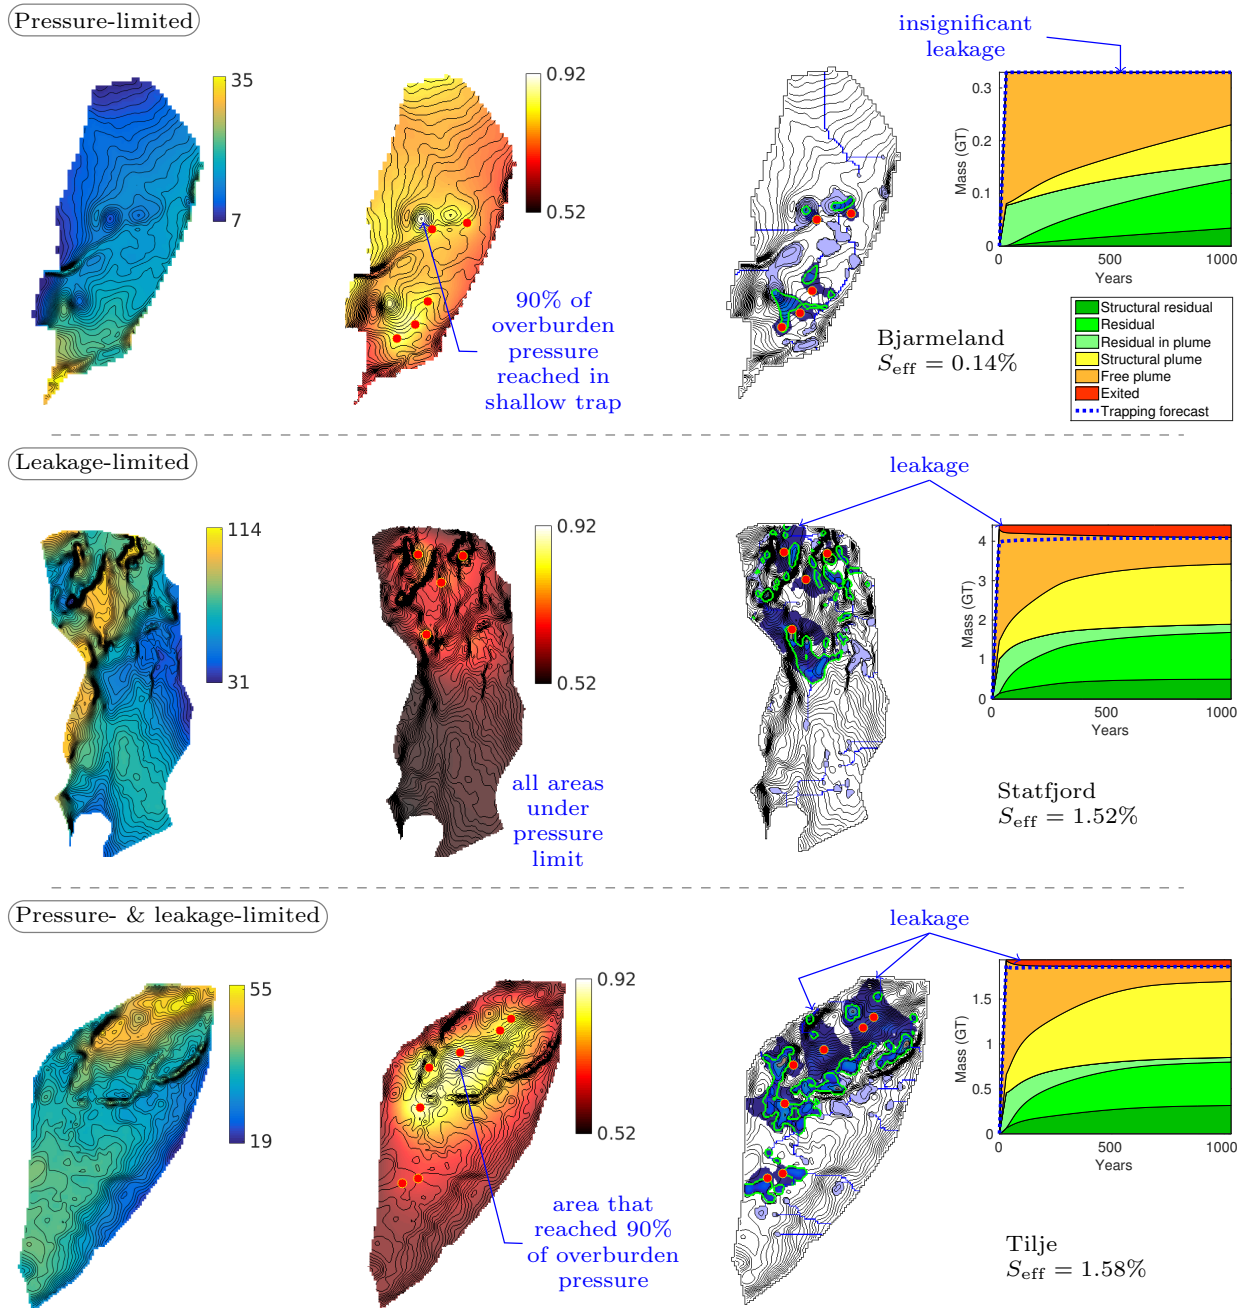 Pressure-limited
35
7
0.92
0.52
90% of
overburden
pressure
reached in
shallow trap
insignificant
leakage
Bjarmeland
S_eff = 0.14%
0.3
0.2
0.1
0
Mass (GT)
0 500 1000
Years
Structural residual
Residual
Residual in plume
Structural plume
Free plume
Exited
Trapping forecast
Leakage-limited
114
31
0.92
0.52
all areas
under
pressure
limit
leakage
Statfjord
S_eff = 1.52%
4
3
2
1
0
Mass (GT)
0 500 1000
Years
Pressure- & leakage-limited
55
19
0.92
0.52
area that
reached 90%
of overburden
pressure
leakage
Tilje
S_eff = 1.58%
1.5
1
0.5
0
Mass (GT)
0 500 1000
Years